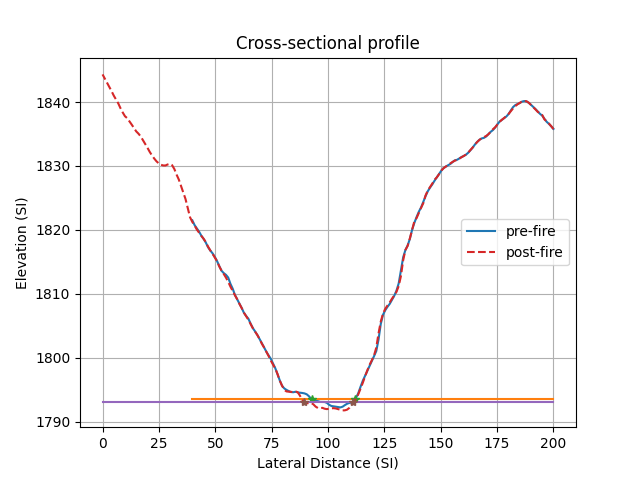 Cross-sectional profile
Elevation (SI)
1840
1830
1820
1810
1800
1790
pre-fire
post-fire
0 25 50 75 100 125 150 175 200
Lateral Distance (SI)